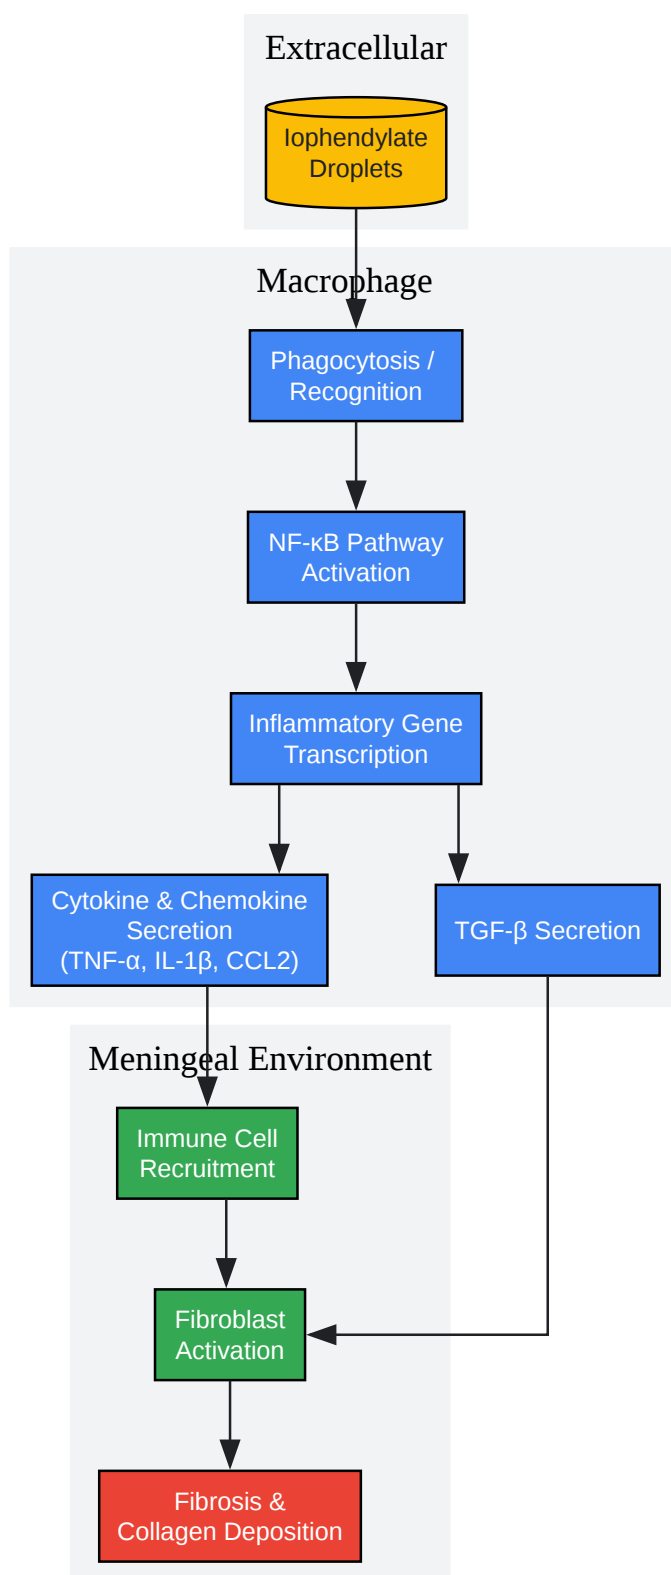 Extracellular
Iophendylate
Droplets
Macrophage
Phagocytosis /
Recognition
NF-κB Pathway
Activation
Inflammatory Gene
Transcription
Cytokine & Chemokine
Secretion
(TNF-α, IL-1β, CCL2)
TGF-β Secretion
Meningeal Environment
Immune Cell
Recruitment
Fibroblast
Activation
Fibrosis &
Collagen Deposition